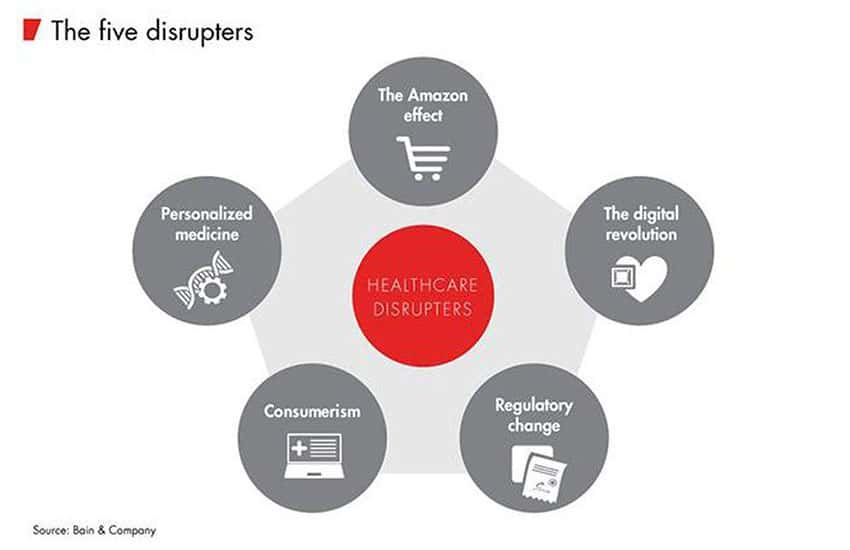 The five disrupters
The Amazon
effect
Personalized
medicine
The digital
revolution
HEALTHCARE
DISRUPTERS
Consumerism
Regulatory
change
Source: Bain & Company